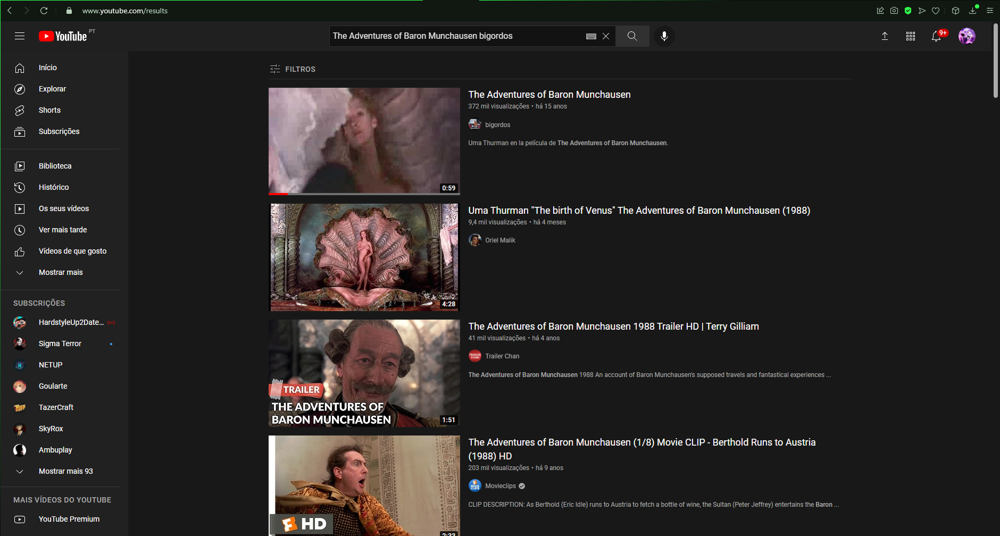 www.youtube.com/results
YouTube PT
The Adventures of Baron Munchausen bigordos
9+
Início
Explorar
Shorts
Subscrições
Biblioteca
Histórico
Os seus vídeos
Ver mais tarde
Vídeos de que gosto
Mostrar mais
SUBSCRIÇÕES
HardstyleUp2Date...
Sigma Terror
NETUP
Goularte
TazerCraft
SkyRox
Ambuplay
Mostrar mais 93
MAIS VÍDEOS DO YOUTUBE
YouTube Premium
FILTROS
0:59
The Adventures of Baron Munchausen
372 mil visualizações • há 15 anos
bigordos
Uma Thurman en la película de The Adventures of Baron Munchausen.
4:28
Uma Thurman "The birth of Venus" The Adventures of Baron Munchausen (1988)
9,4 mil visualizações • há 4 meses
Oriel Malik
TRAILER
THE ADVENTURES OF
BARON MUNCHAUSEN
1:51
The Adventures of Baron Munchausen 1988 Trailer HD | Terry Gilliam
41 mil visualizações • há 4 anos
TRAILER
CHAN
Trailer Chan
The Adventures of Baron Munchausen 1988 An account of Baron Munchausen's supposed travels and fantastical experiences ...
HD
2:33
The Adventures of Baron Munchausen (1/8) Movie CLIP - Berthold Runs to Austria
(1988) HD
203 mil visualizações • há 9 anos
Movieclips
CLIP DESCRIPTION: As Berthold (Eric Idle) runs to Austria to fetch a bottle of wine, the Sultan (Peter Jeffrey) entertains the Baron ...